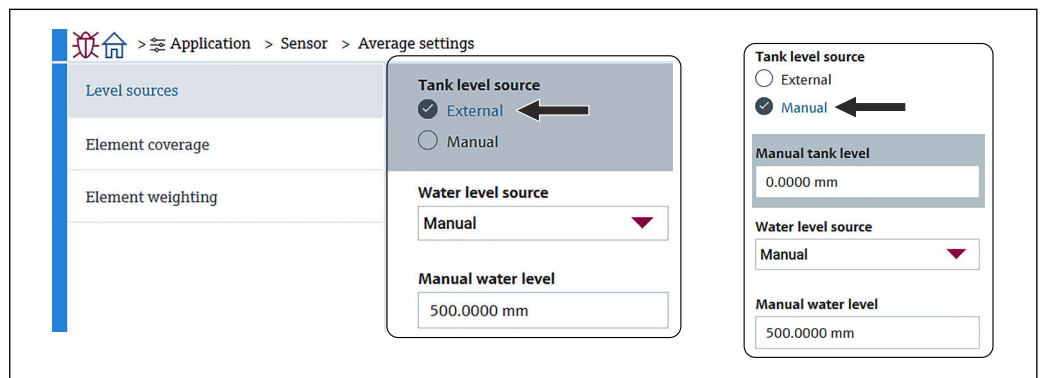 > Application > Sensor > Average settings
Level sources
Element coverage
Element weighting
Tank level source
External
Manual
Water level source
Manual
Manual water level
500.0000 mm
Tank level source
External
Manual
Manual tank level
0.0000 mm
Water level source
Manual
Manual water level
500.0000 mm